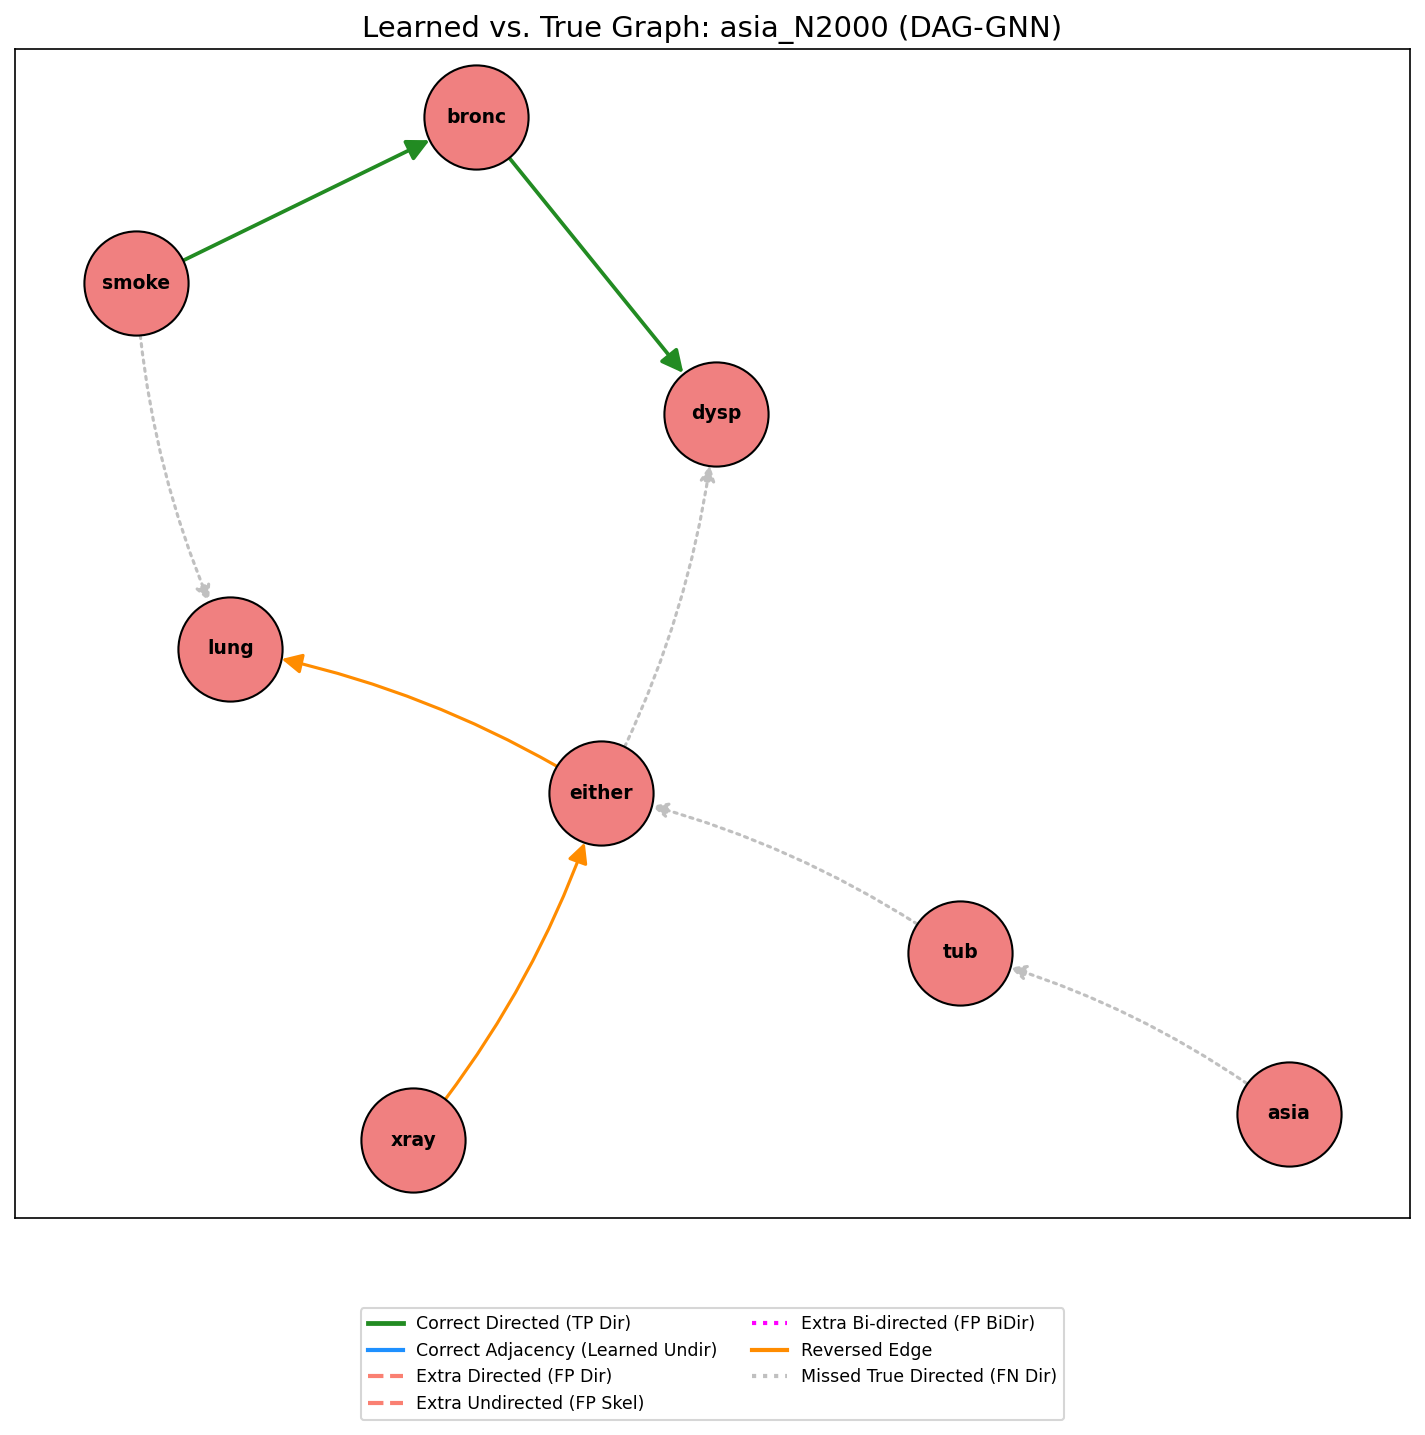 Learned vs. True Graph: asia_N2000 (DAG-GNN)
bronc
smoke
dysp
lung
either
tub
asia
xray
Correct Directed (TP Dir)
Correct Adjacency (Learned Undir)
Extra Directed (FP Dir)
Extra Undirected (FP Skel)
Extra Bi-directed (FP BiDir)
Reversed Edge
Missed True Directed (FN Dir)